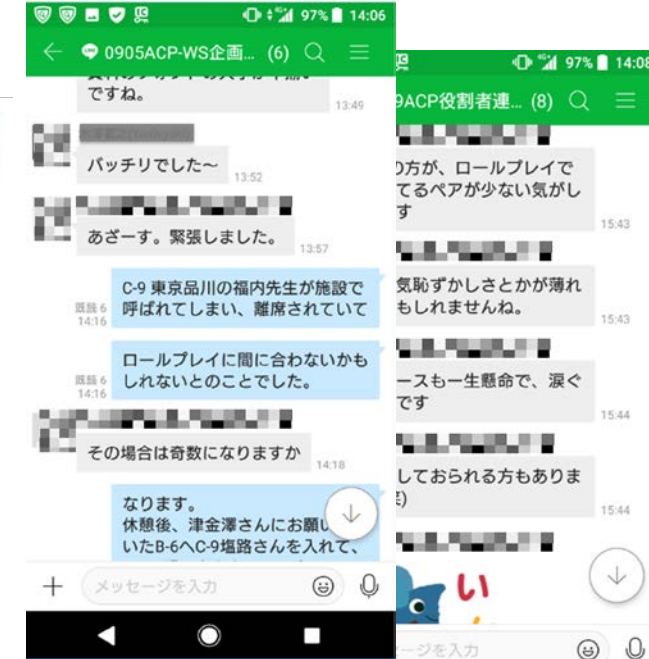 97% 14:06
0905ACP-WS企画... (6)
ですね。
13:49
バッチリでした～
13:52
あざーす。緊張しました。
13:57
C-9 東京品川の福内先生が施設で
呼ばれてしまい、離席されていて
既読 6
14:16
ロールプレイに間に合わないかも
しれないとのことでした。
既読 6
14:16
その場合は奇数になりますか
14:18
なります。
休憩後、津金澤さんにお願い
いたB-6へC-9塩路さんを入れて、
メッセージを入力
97% 14:08
9ACP役割者連... (8)
の方が、ロールプレイで
てるペアが少ない気がし
す
15:43
気恥ずかしさとかが薄れ
もしれませんね。
15:43
ースも一生懸命で、涙ぐ
です
15:44
しておられる方もありま
15:44
い
ージを入力